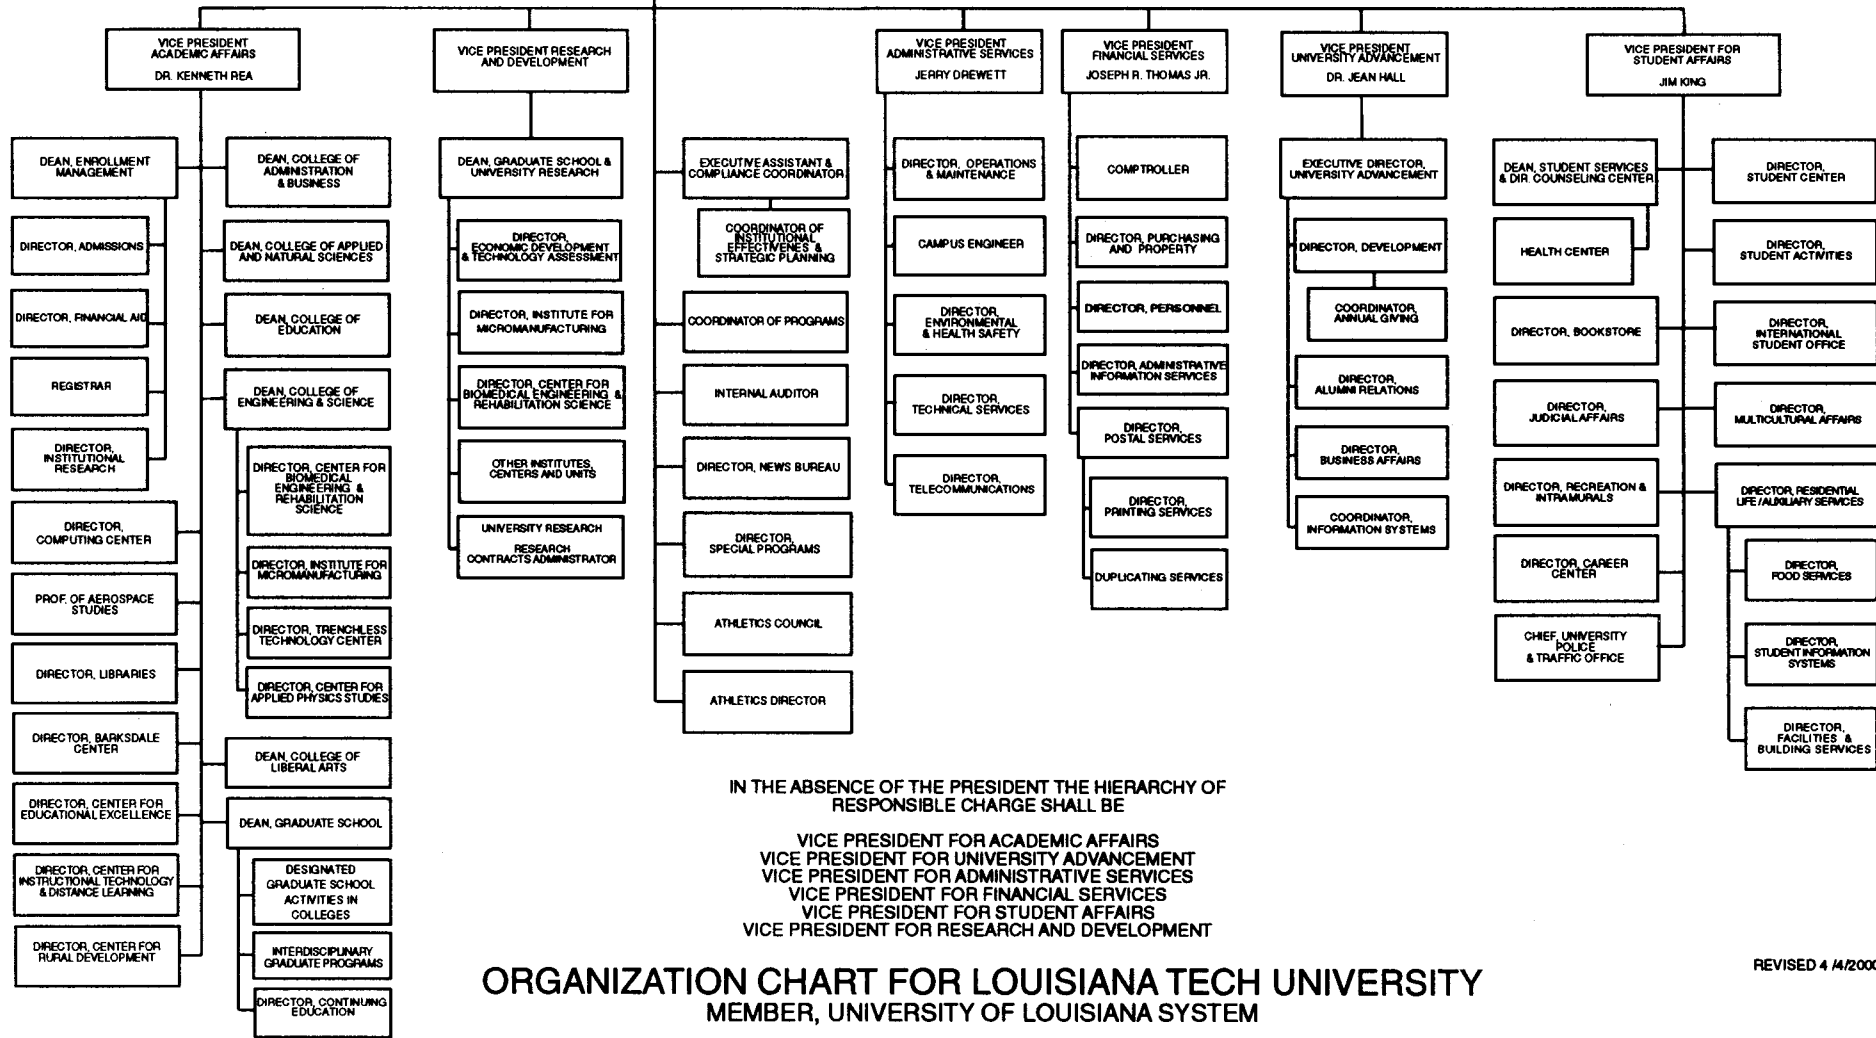 VICE PRESIDENT
ACADEMIC AFFAIRS
DR. KENNETH REA
VICE PRESIDENT RESEARCH
AND DEVELOPMENT
VICE PRESIDENT
ADMINISTRATIVE SERVICES
JERRY DREWETT
VICE PRESIDENT
FINANCIAL SERVICES
JOSEPH R. THOMAS JR.
VICE PRESIDENT
UNIVERSITY ADVANCEMENT
DR. JEAN HALL
VICE PRESIDENT FOR
STUDENT AFFAIRS
JIM KING
DEAN, ENROLLMENT
MANAGEMENT
DIRECTOR, ADMISSIONS
DIRECTOR, FINANCIAL AID
REGISTRAR
DIRECTOR,
INSTITUTIONAL
RESEARCH
DIRECTOR,
COMPUTING CENTER
PROF. OF AEROSPACE
STUDIES
DIRECTOR, LIBRARIES
DIRECTOR, BARKSDALE
CENTER
DIRECTOR, CENTER FOR
EDUCATIONAL EXCELLENCE
DIRECTOR, CENTER FOR
INSTRUCTIONAL TECHNOLOGY
& DISTANCE LEARNING
DIRECTOR, CENTER FOR
RURAL DEVELOPMENT
DEAN, COLLEGE OF
ADMINISTRATION
& BUSINESS
DEAN, COLLEGE OF APPLIED
AND NATURAL SCIENCES
DEAN, COLLEGE OF
EDUCATION
DEAN, COLLEGE OF
ENGINEERING & SCIENCE
DIRECTOR, CENTER FOR
BIOMEDICAL
ENGINEERING &
REHABILITATION
SCIENCE
DIRECTOR, INSTITUTE FOR
MICROMANUFACTURING
DIRECTOR, TRENCHLESS
TECHNOLOGY CENTER
DIRECTOR, CENTER FOR
APPLIED PHYSICS STUDIES
DEAN, COLLEGE OF
LIBERAL ARTS
DEAN, GRADUATE SCHOOL
DESIGNATED
GRADUATE SCHOOL
ACTIVITIES IN
COLLEGES
INTERDISCIPLINARY
GRADUATE PROGRAMS
DIRECTOR, CONTINUING
EDUCATION
DEAN, GRADUATE SCHOOL &
UNIVERSITY RESEARCH
DIRECTOR,
ECONOMIC DEVELOPMENT
& TECHNOLOGY ASSESSMENT
DIRECTOR, INSTITUTE FOR
MICROMANUFACTURING
DIRECTOR, CENTER FOR
BIOMEDICAL ENGINEERING &
REHABILITATION SCIENCE
OTHER INSTITUTES,
CENTERS AND UNITS
UNIVERSITY RESEARCH
RESEARCH
CONTRACTS ADMINISTRATOR
EXECUTIVE ASSISTANT &
COMPLIANCE COORDINATOR
COORDINATOR OF
INSTITUTIONAL
EFFECTIVENES &
STRATEGIC PLANNING
COORDINATOR OF PROGRAMS
INTERNAL AUDITOR
DIRECTOR, NEWS BUREAU
DIRECTOR,
SPECIAL PROGRAMS
ATHLETICS COUNCIL
ATHLETICS DIRECTOR
DIRECTOR, OPERATIONS
& MAINTENANCE
CAMPUS ENGINEER
DIRECTOR,
ENVIRONMENTAL
& HEALTH SAFETY
DIRECTOR,
TECHNICAL SERVICES
DIRECTOR,
TELECOMMUNICATIONS
COMPTROLLER
DIRECTOR, PURCHASING
AND PROPERTY
DIRECTOR, PERSONNEL
DIRECTOR, ADMINISTRATIVE
INFORMATION SERVICES
DIRECTOR,
POSTAL SERVICES
DIRECTOR,
PRINTING SERVICES
DUPLICATING SERVICES
EXECUTIVE DIRECTOR,
UNIVERSITY ADVANCEMENT
DIRECTOR, DEVELOPMENT
COORDINATOR,
ANNUAL GIVING
DIRECTOR,
ALUMNI RELATIONS
DIRECTOR,
BUSINESS AFFAIRS
COORDINATOR,
INFORMATION SYSTEMS
DEAN, STUDENT SERVICES
& DIR. COUNSELING CENTER
HEALTH CENTER
DIRECTOR, BOOKSTORE
DIRECTOR,
JUDICIAL AFFAIRS
DIRECTOR, RECREATION &
INTRAMURALS
DIRECTOR, CAREER
CENTER
CHIEF, UNIVERSITY
POLICE
& TRAFFIC OFFICE
DIRECTOR,
STUDENT CENTER
DIRECTOR,
STUDENT ACTIVITIES
DIRECTOR,
INTERNATIONAL
STUDENT OFFICE
DIRECTOR,
MULTICULTURAL AFFAIRS
DIRECTOR, RESIDENTIAL
LIFE / AUXILIARY SERVICES
DIRECTOR,
FOOD SERVICES
DIRECTOR,
STUDENT INFORMATION
SYSTEMS
DIRECTOR,
FACILITIES &
BUILDING SERVICES
IN THE ABSENCE OF THE PRESIDENT THE HIERARCHY OF
RESPONSIBLE CHARGE SHALL BE
VICE PRESIDENT FOR ACADEMIC AFFAIRS
VICE PRESIDENT FOR UNIVERSITY ADVANCEMENT
VICE PRESIDENT FOR ADMINISTRATIVE SERVICES
VICE PRESIDENT FOR FINANCIAL SERVICES
VICE PRESIDENT FOR STUDENT AFFAIRS
VICE PRESIDENT FOR RESEARCH AND DEVELOPMENT
ORGANIZATION CHART FOR LOUISIANA TECH UNIVERSITY
MEMBER, UNIVERSITY OF LOUISIANA SYSTEM
REVISED 4 /4/2000